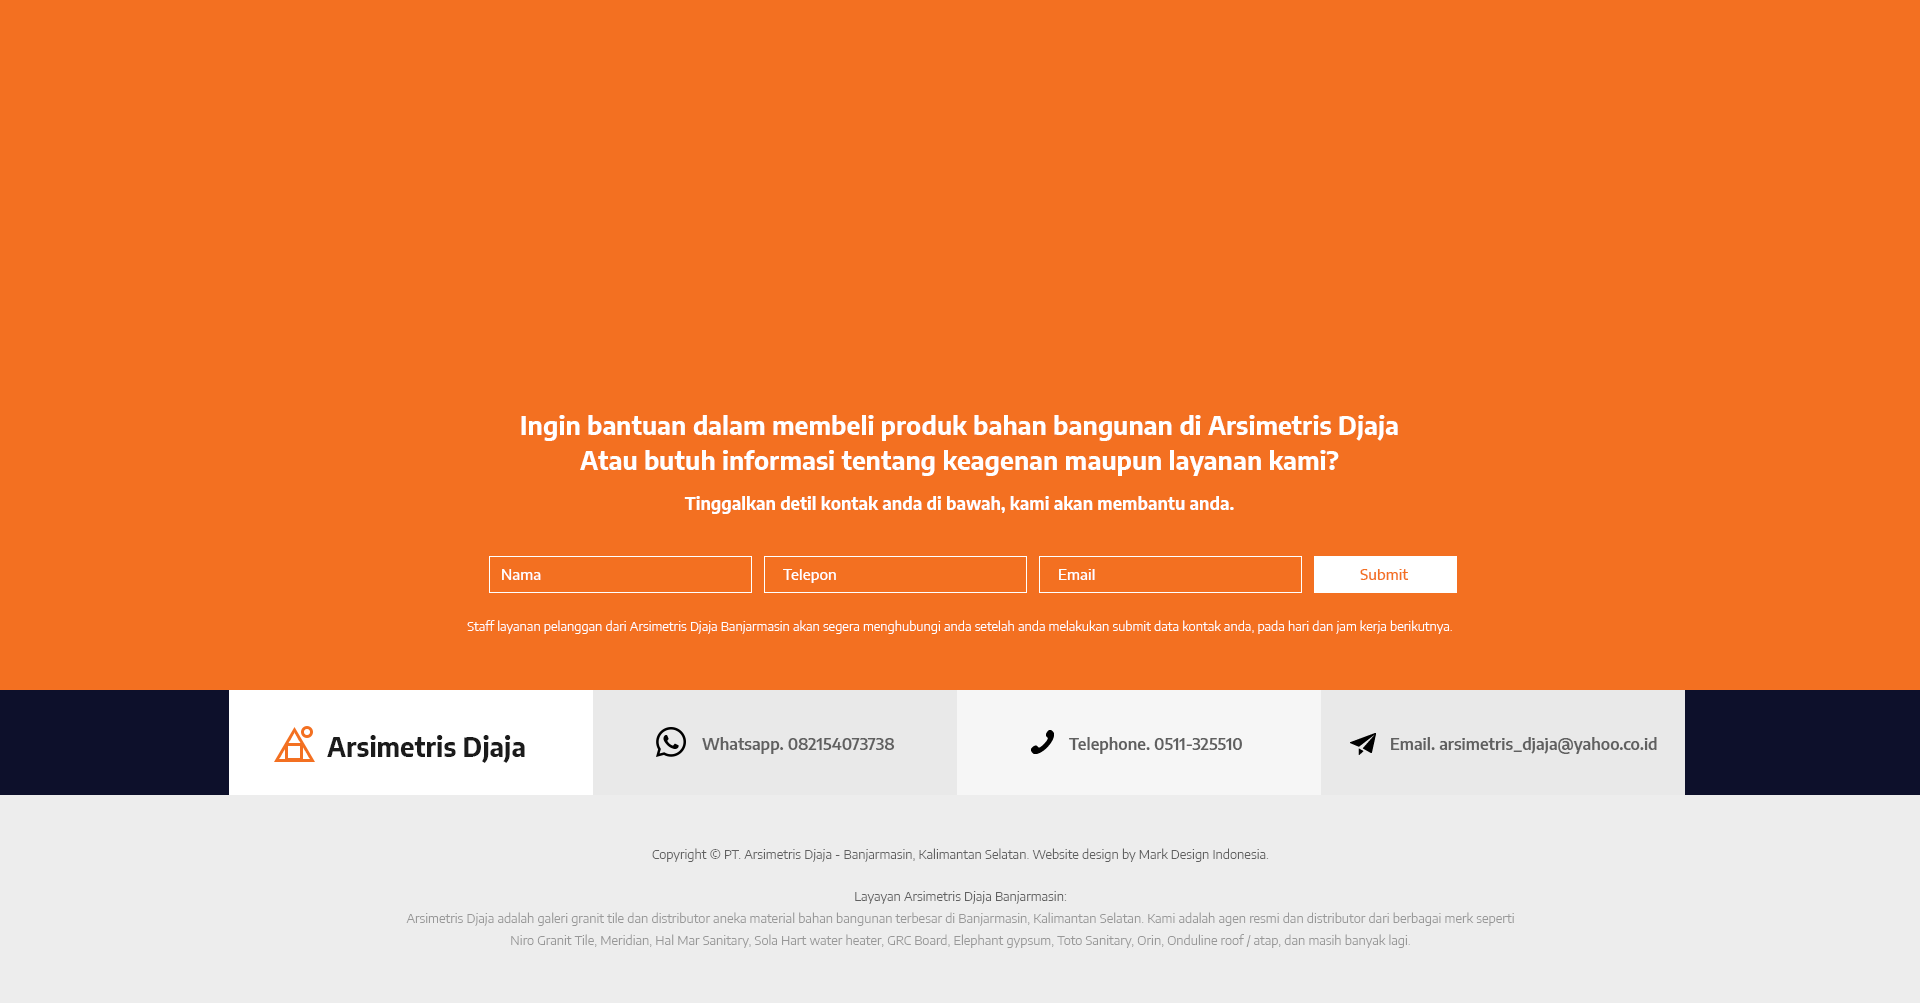 Ingin bantuan dalam membeli produk bahan bangunan di Arsimetris Djaja
Atau butuh informasi tentang keagenan maupun layanan kami?
Tinggalkan detil kontak anda di bawah, kami akan membantu anda.
Nama
Telepon
Email
Submit
Staff layanan pelanggan dari Arsimetris Djaja Banjarmasin akan segera menghubungi anda setelah anda melakukan submit data kontak anda, pada hari dan jam kerja berikutnya.
Arsimetris Djaja
Whatsapp. 082154073738
Telephone. 0511-325510
Email. arsimetris_djaja@yahoo.co.id
Copyright © PT. Arsimetris Djaja - Banjarmasin, Kalimantan Selatan. Website design by Mark Design Indonesia.
Layayan Arsimetris Djaja Banjarmasin:
Arsimetris Djaja adalah galeri granit tile dan distributor aneka material bahan bangunan terbesar di Banjarmasin, Kalimantan Selatan. Kami adalah agen resmi dan distributor dari berbagai merk seperti
Niro Granit Tile, Meridian, Hal Mar Sanitary, Sola Hart water heater, GRC Board, Elephant gypsum, Toto Sanitary, Orin, Onduline roof / atap, dan masih banyak lagi.